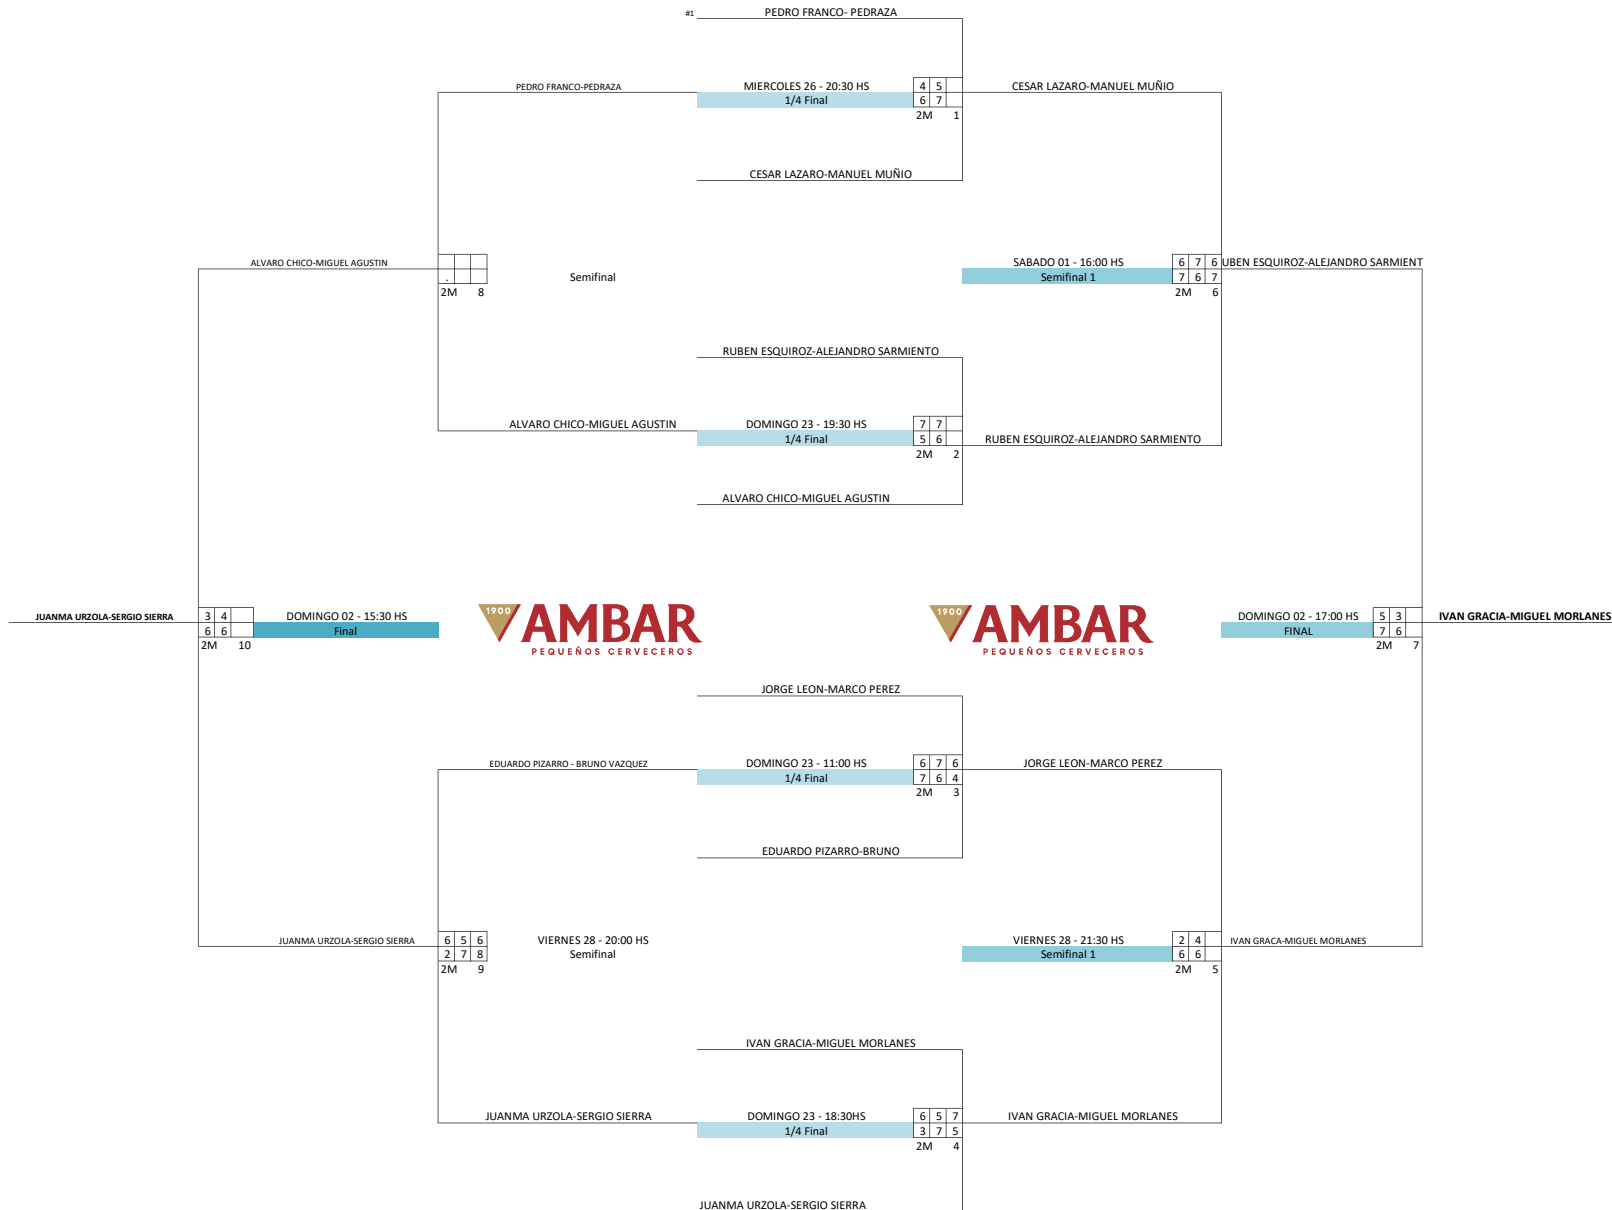 #1 PEDRO FRANCO- PEDRAZA
PEDRO FRANCO-PEDRAZA MIERCOLES 26 - 20:30 HS 4 5 CESAR LAZARO-MANUEL MUÑIO
1/4 Final 6 7
2M 1
CESAR LAZARO-MANUEL MUÑIO
ALVARO CHICO-MIGUEL AGUSTIN SABADO 01 - 16:00 HS 6 7 6 UBEN ESQUIROZ-ALEJANDRO SARMIENT
. Semifinal Semifinal 1 7 6 7
2M 8 2M 6
RUBEN ESQUIROZ-ALEJANDRO SARMIENTO
ALVARO CHICO-MIGUEL AGUSTIN DOMINGO 23 - 19:30 HS 7 7
1/4 Final 5 6 RUBEN ESQUIROZ-ALEJANDRO SARMIENTO
2M 2
ALVARO CHICO-MIGUEL AGUSTIN
JUANMA URZOLA-SERGIO SIERRA 3 4 DOMINGO 02 - 15:30 HS 1900 AMBAR 1900 AMBAR DOMINGO 02 - 17:00 HS 5 3 IVAN GRACIA-MIGUEL MORLANES
6 6 Final FINAL 7 6
2M 10 PEQUEÑOS CERVECEROS PEQUEÑOS CERVECEROS 2M 7
JORGE LEON-MARCO PEREZ
EDUARDO PIZARRO - BRUNO VAZQUEZ DOMINGO 23 - 11:00 HS 6 7 6 JORGE LEON-MARCO PEREZ
1/4 Final 7 6 4
2M 3
EDUARDO PIZARRO-BRUNO
JUANMA URZOLA-SERGIO SIERRA 6 5 6 VIERNES 28 - 20:00 HS VIERNES 28 - 21:30 HS 2 4 IVAN GRACA-MIGUEL MORLANES
2 7 8 Semifinal Semifinal 1 6 6
2M 9 2M 5
IVAN GRACIA-MIGUEL MORLANES
JUANMA URZOLA-SERGIO SIERRA DOMINGO 23 - 18:30HS 6 5 7 IVAN GRACIA-MIGUEL MORLANES
1/4 Final 3 7 5
2M 4
JUANMA URZOLA-SERGIO SIERRA